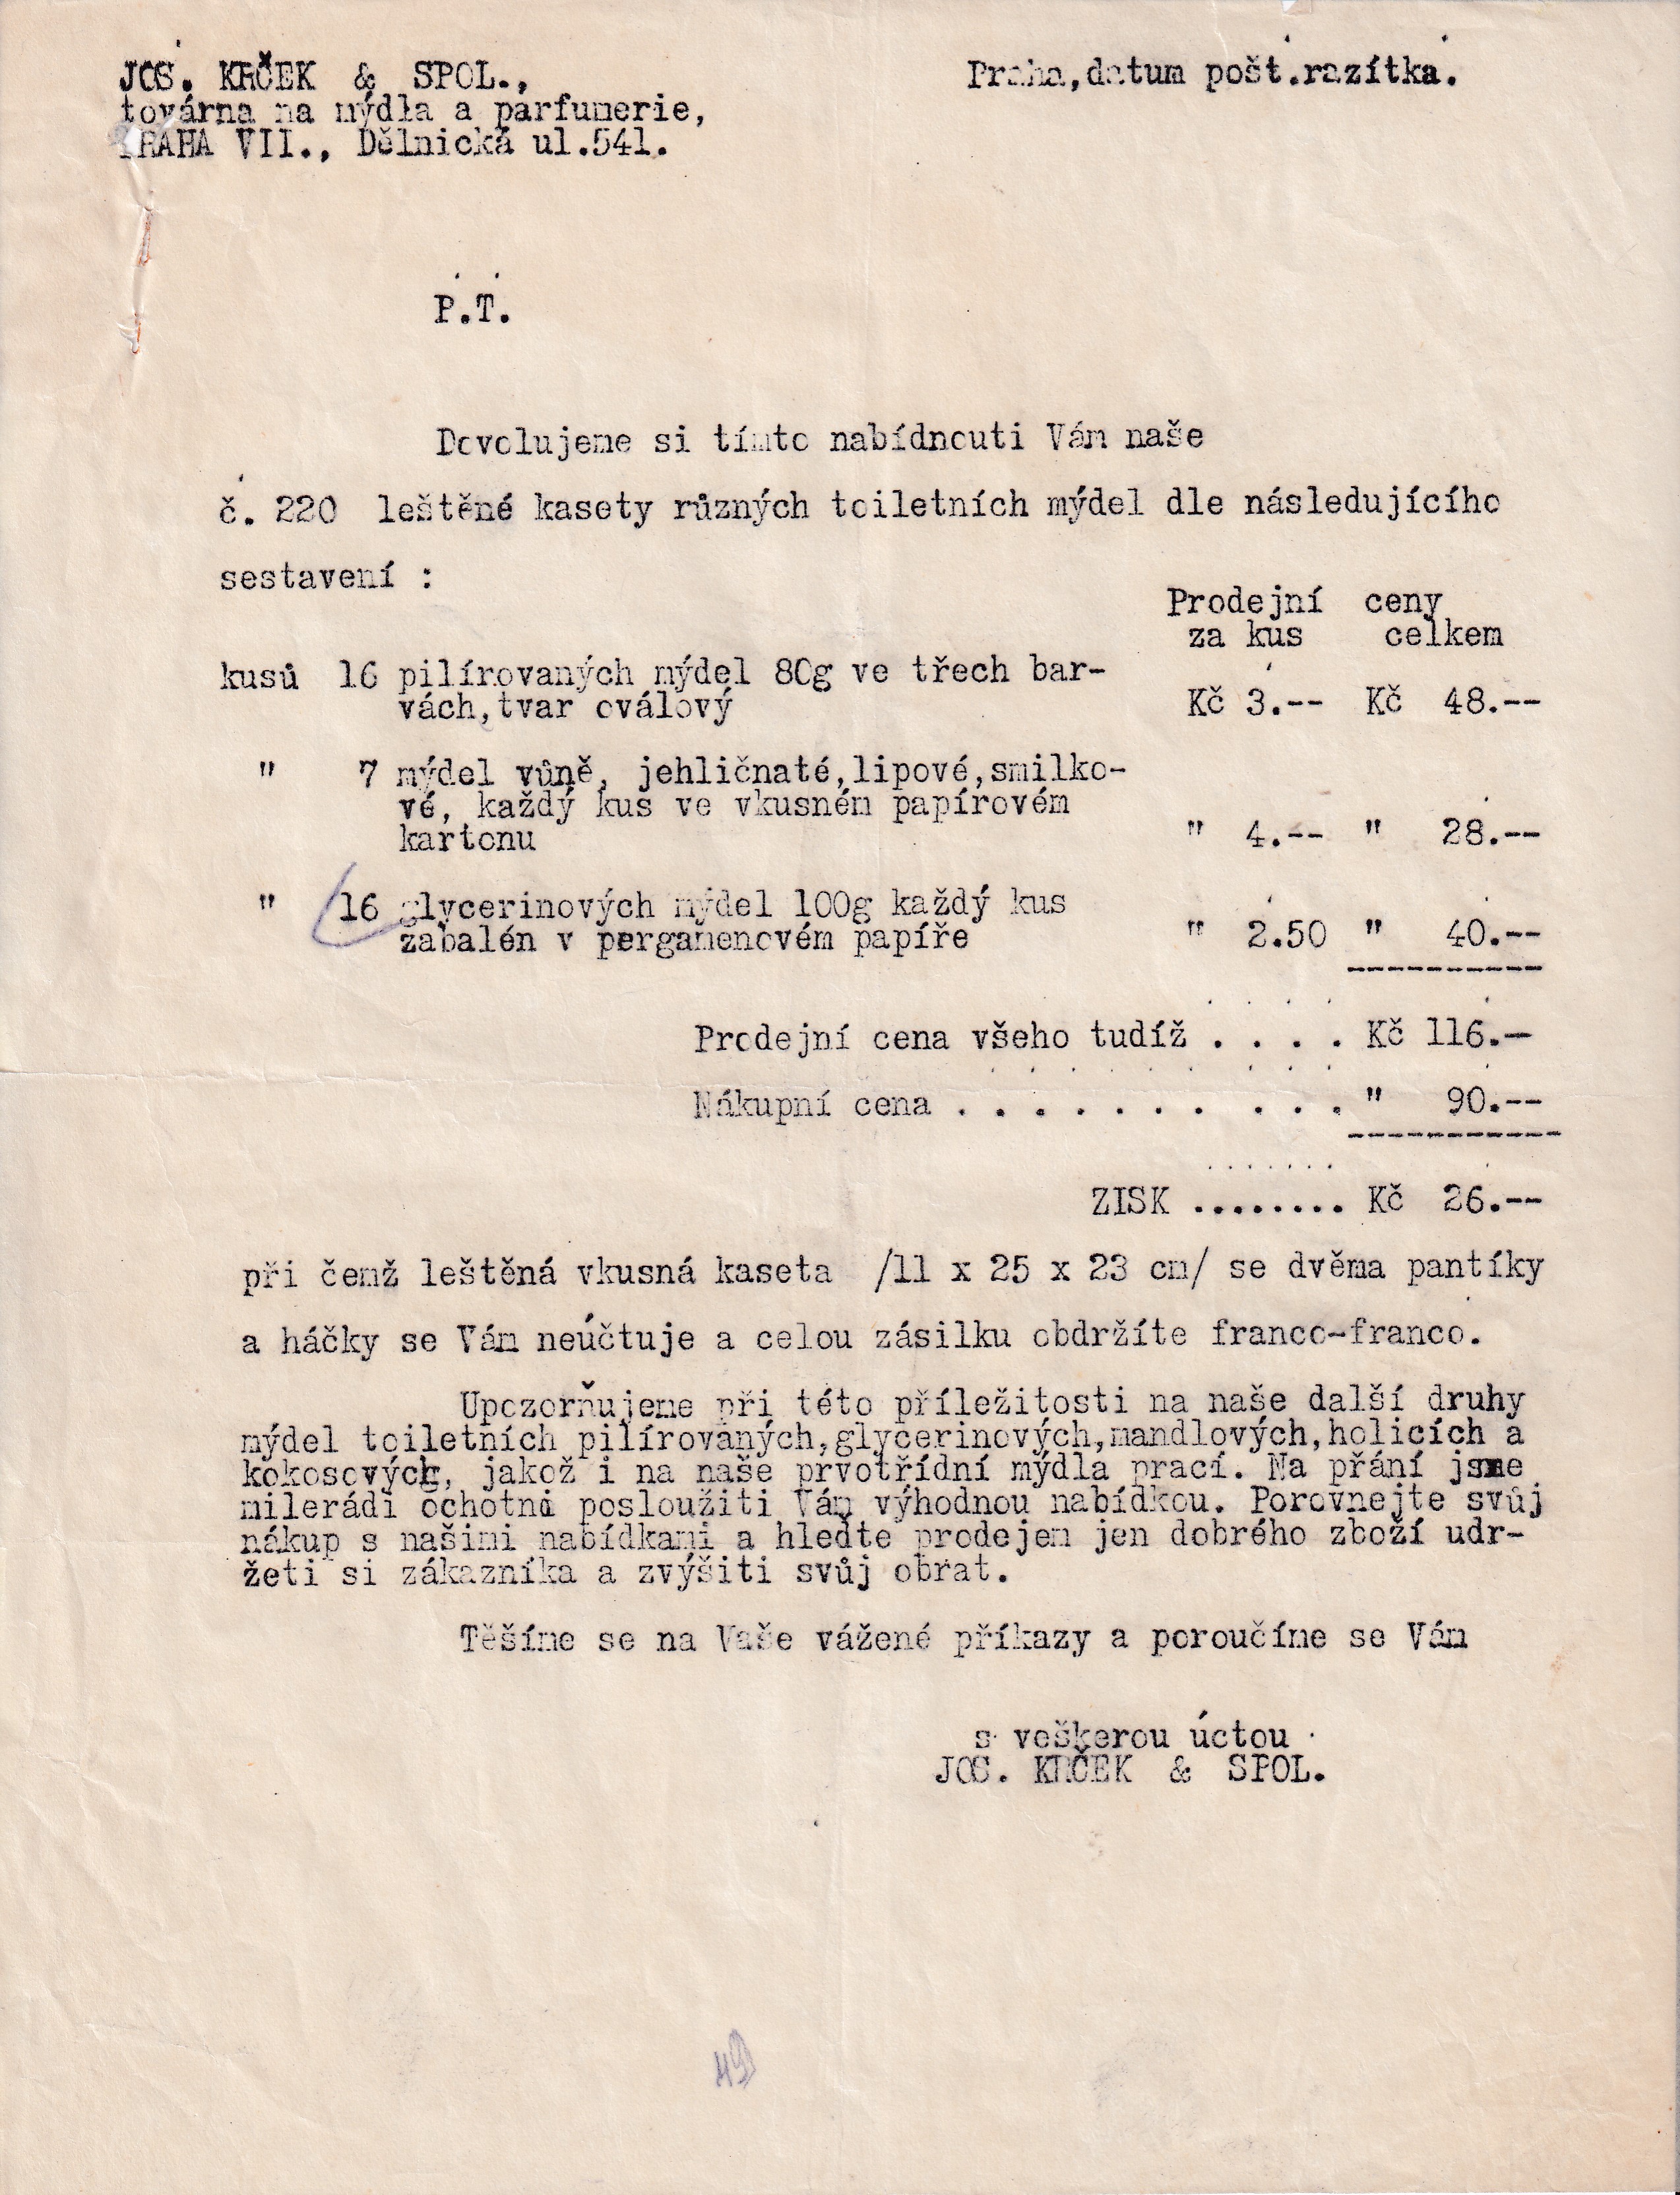 JOS. KRČEK & SPOL.,
továrna na mýdla a parfumerie,
PRAHA VII., Dělnická ul.541.
Praha,datum pošt.razítka.
P.T.
Dovolujeme si tímto nabídnouti Vám naše
č. 220 leštěné kasety různých toiletních mýdel dle následujícího
sestavení :
Prodejní ceny
za kus celkem
kusů 16 pilírovaných mýdel 80g ve třech bar-
vách,tvar oválový Kč 3.-- Kč 48.--
" 7 mýdel vůně, jehličnaté,lipové,smilko-
vé, každý kus ve vkusném papírovém
kartonu " 4.-- " 28.--
" 16 glycerinových mýdel 100g každý kus
zabalén v pergamenovém papíře " 2.50 " 40.--
Prodejní cena všeho tudíž . . . . Kč 116.--
Nákupní cena . . . . . . . . . . " 90.--
ZISK ........ Kč 26.--
při čemž leštěná vkusná kaseta /11 x 25 x 23 cm/ se dvěma pantíky
a háčky se Vám neúčtuje a celou zásilku obdržíte franco-franco.
Upozorňujeme při této příležitosti na naše další druhy
mýdel toiletních pilírovaných,glycerinových,mandlových,holicích a
kokosových, jakož i na naše prvotřídní mýdla prací. Na přání jsme
milerádi ochotni posloužiti Vám výhodnou nabídkou. Porovnejte svůj
nákup s našimi nabídkami a hleďte prodejem jen dobrého zboží udr-
žeti si zákazníka a zvýšiti svůj obrat.
Těšíme se na Vaše vážené příkazy a poroučíme se Vám
s veškerou úctou
JOS. KRČEK & SPOL.